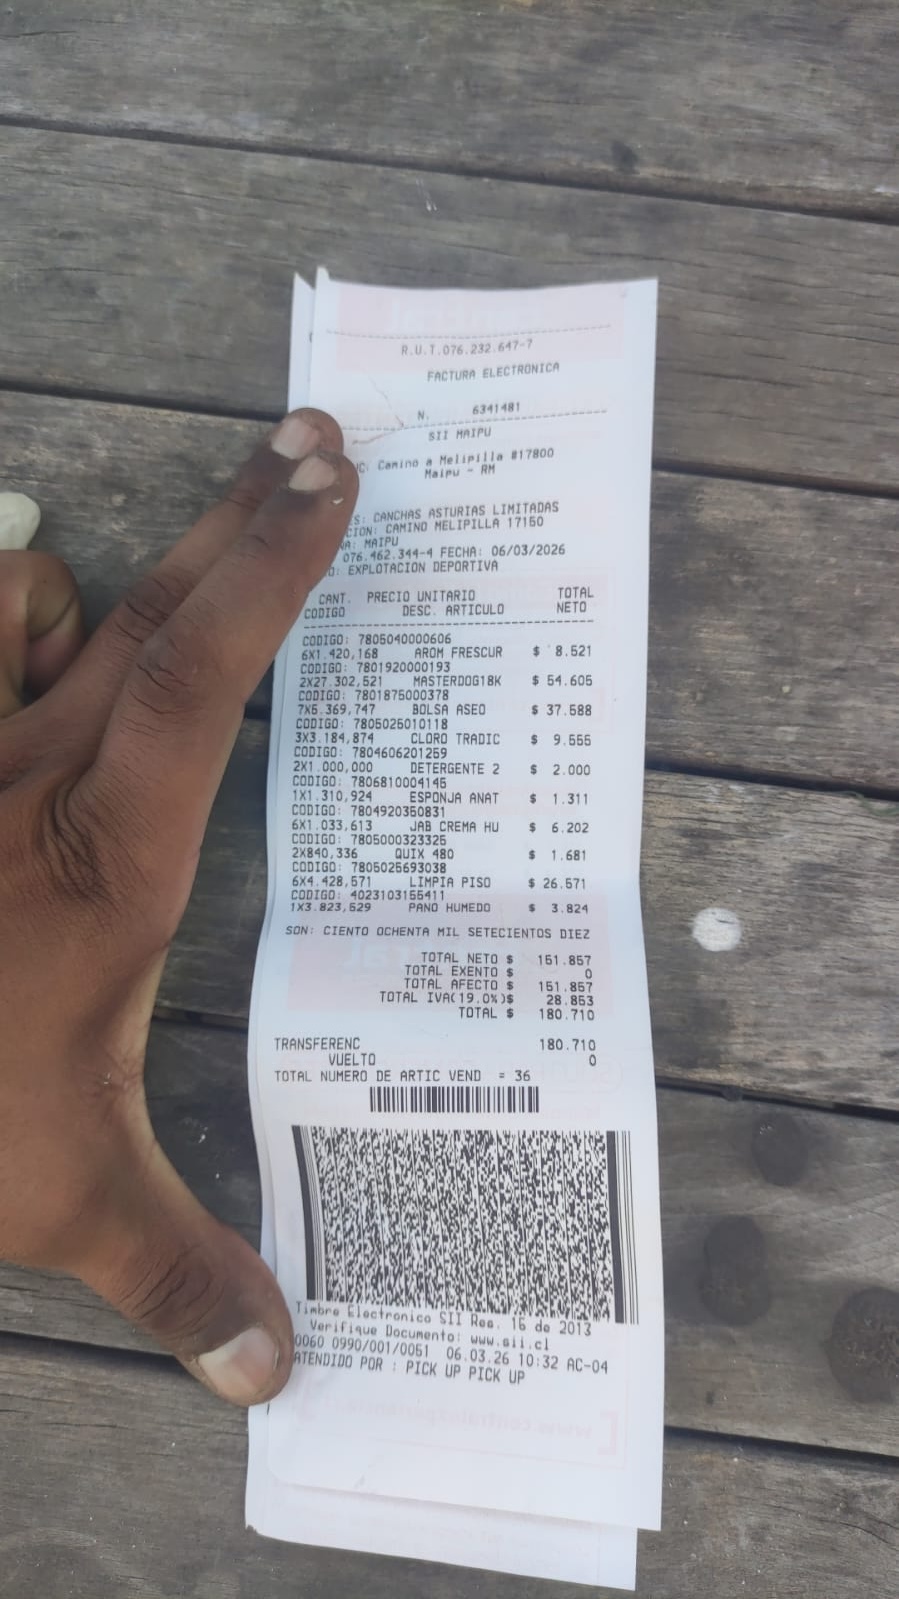 R.U.T.076.232.647-7
FACTURA ELECTRONICA
N. 6341481
SII MAIPU
C: Camino a Melipilla #17800
Maipu - RM
ES: CANCHAS ASTURIAS LIMITADAS
CION: CAMINO MELIPILLA 17150
NA: MAIPU
076.462.344-4 FECHA: 06/03/2026
O: EXPLOTACION DEPORTIVA
CANT. PRECIO UNITARIO TOTAL
CODIGO DESC. ARTICULO NETO
CODIGO: 7805040000606
6X1.420,168 AROM FRESCUR $ 8.521
CODIGO: 7801920000193
2X27.302,521 MASTERDOG18K $ 54.605
CODIGO: 7801875000378
7X5.369,747 BOLSA ASEO $ 37.588
CODIGO: 7805025010118
3X3.184,874 CLORO TRADIC $ 9.555
CODIGO: 7804606201259
2X1.000,000 DETERGENTE 2 $ 2.000
CODIGO: 7806810004145
1X1.310,924 ESPONJA ANAT $ 1.311
CODIGO: 7804920350831
6X1.033,613 JAB CREMA HU $ 6.202
CODIGO: 7805000323325
2X840,336 QUIX 480 $ 1.681
CODIGO: 7805025693038
6X4.428,571 LIMPIA PISO $ 26.571
CODIGO: 4023103155411
1X3.823,529 PANO HUMEDO $ 3.824
SON: CIENTO OCHENTA MIL SETECIENTOS DIEZ
TOTAL NETO $ 151.857
TOTAL EXENTO $ 0
TOTAL AFECTO $ 151.857
TOTAL IVA(19.0%)$ 28.853
TOTAL $ 180.710
TRANSFERENC 180.710
VUELTO 0
TOTAL NUMERO DE ARTIC VEND = 36
Timbre Electronico SII Res. 16 de 2013
Verifique Documento: www.sii.cl
0060 0990/001/0051 06.03.26 10:32 AC-04
ATENDIDO POR : PICK UP PICK UP